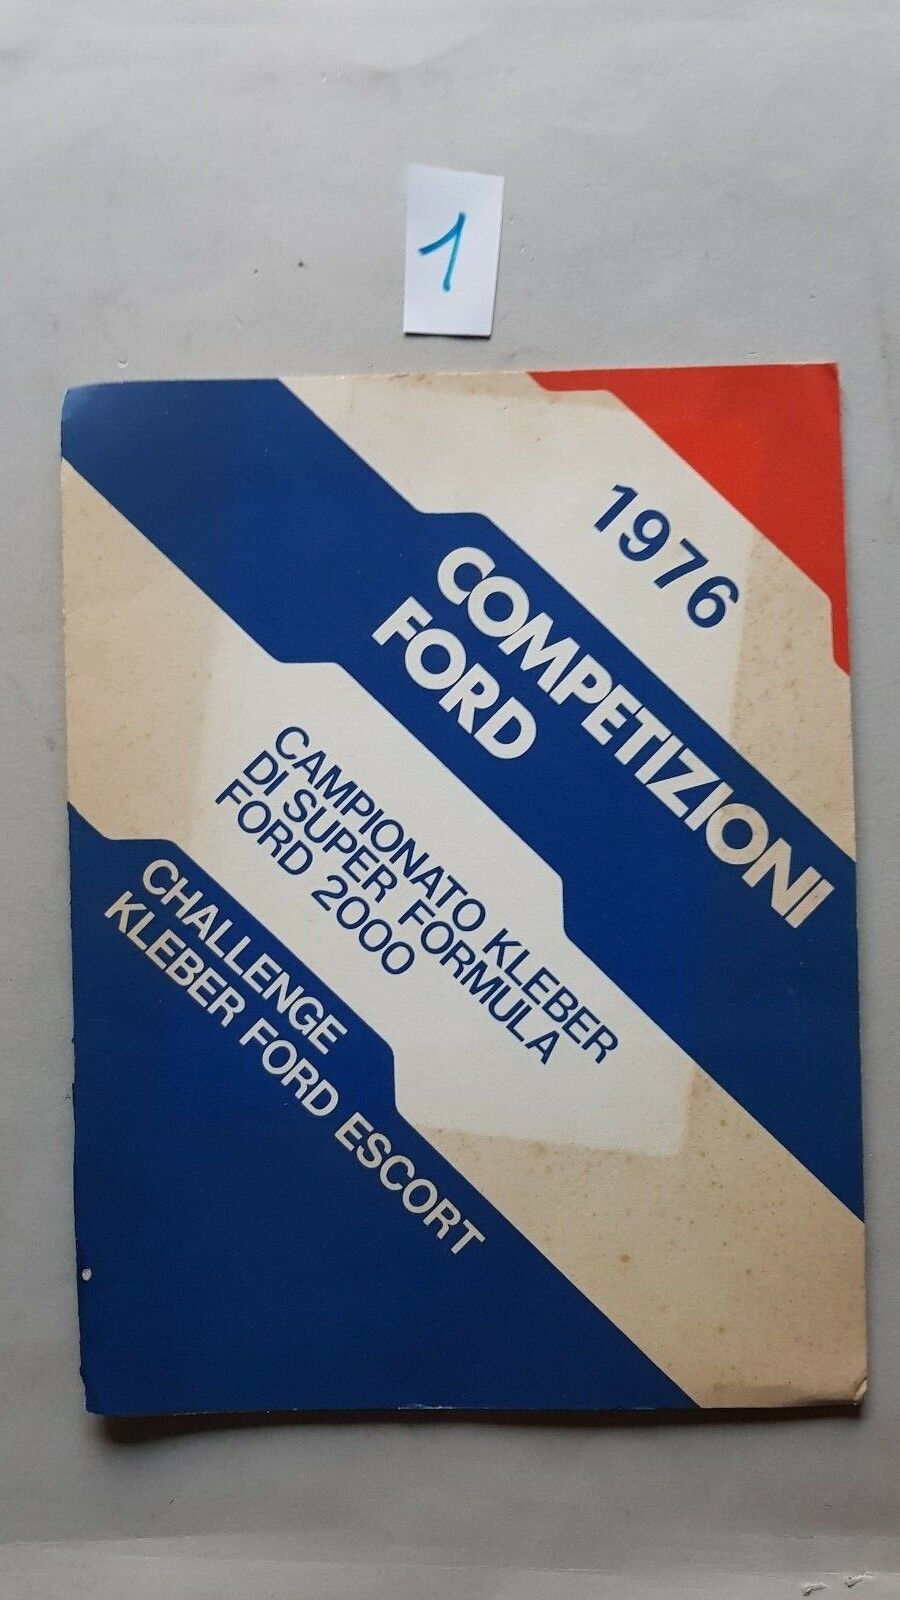 1
1976
COMPETIZIONI
FORD
CAMPIONATO KLEBER
DI SUPER FORMULA
FORD 2000
CHALLENGE
KLEBER FORD ESCORT